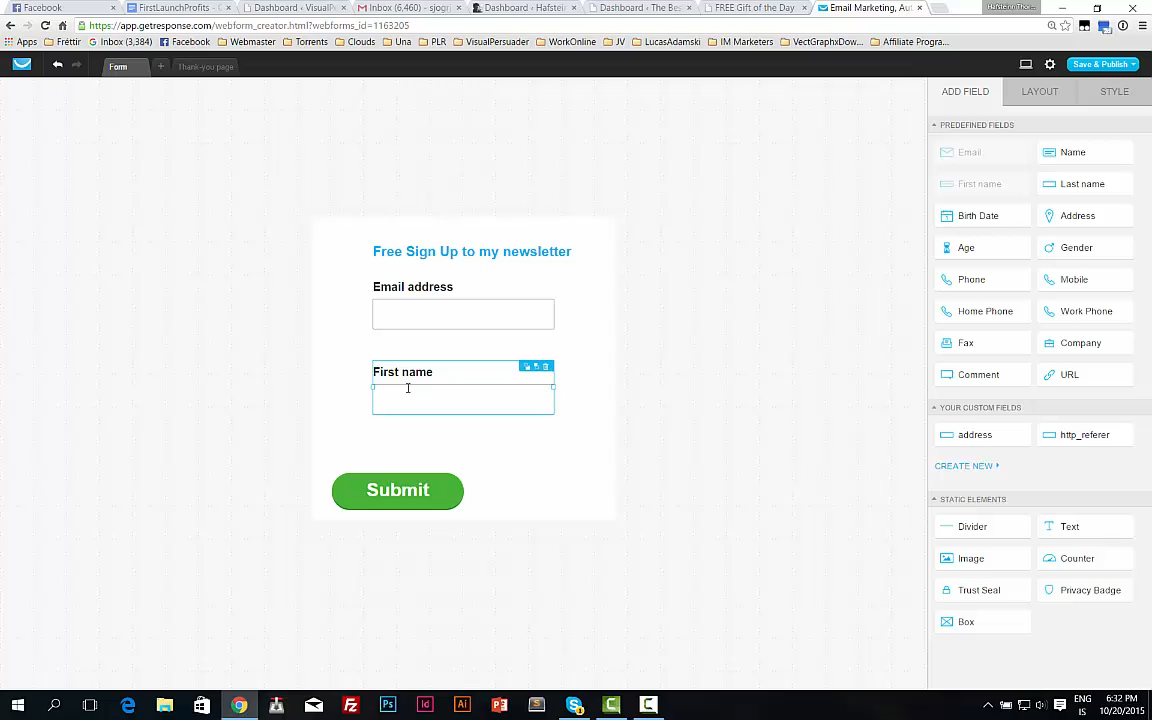 Facebook
FirstLaunchProfits - C
Dashboard ‹ VisualP
Inbox (6,460) - sjogr
Dashboard ‹ Hafstei
Dashboard ‹ The Bes
FREE Gift of the Day
Email Marketing, Aut
https://app.getresponse.com/webform_creator.html?webforms_id=1163205
Apps
Fréttir
Inbox (3,384)
Facebook
Webmaster
Torrents
Clouds
Una
PLR
VisualPersuader
WorkOnline
JV
LucasAdamski
IM Marketers
VectGraphxDow...
Affiliate Progra...
Form
+
Thank-you page
Save & Publish
ADD FIELD
LAYOUT
STYLE
PREDEFINED FIELDS
Email
Name
First name
Last name
Birth Date
Address
Age
Gender
Phone
Mobile
Home Phone
Work Phone
Fax
Company
Comment
URL
YOUR CUSTOM FIELDS
address
http_referer
CREATE NEW
STATIC ELEMENTS
Divider
Text
Image
Counter
Trust Seal
Privacy Badge
Box
Free Sign Up to my newsletter
Email address
First name
Submit
ENG
IS
6:32 PM
10/20/2015